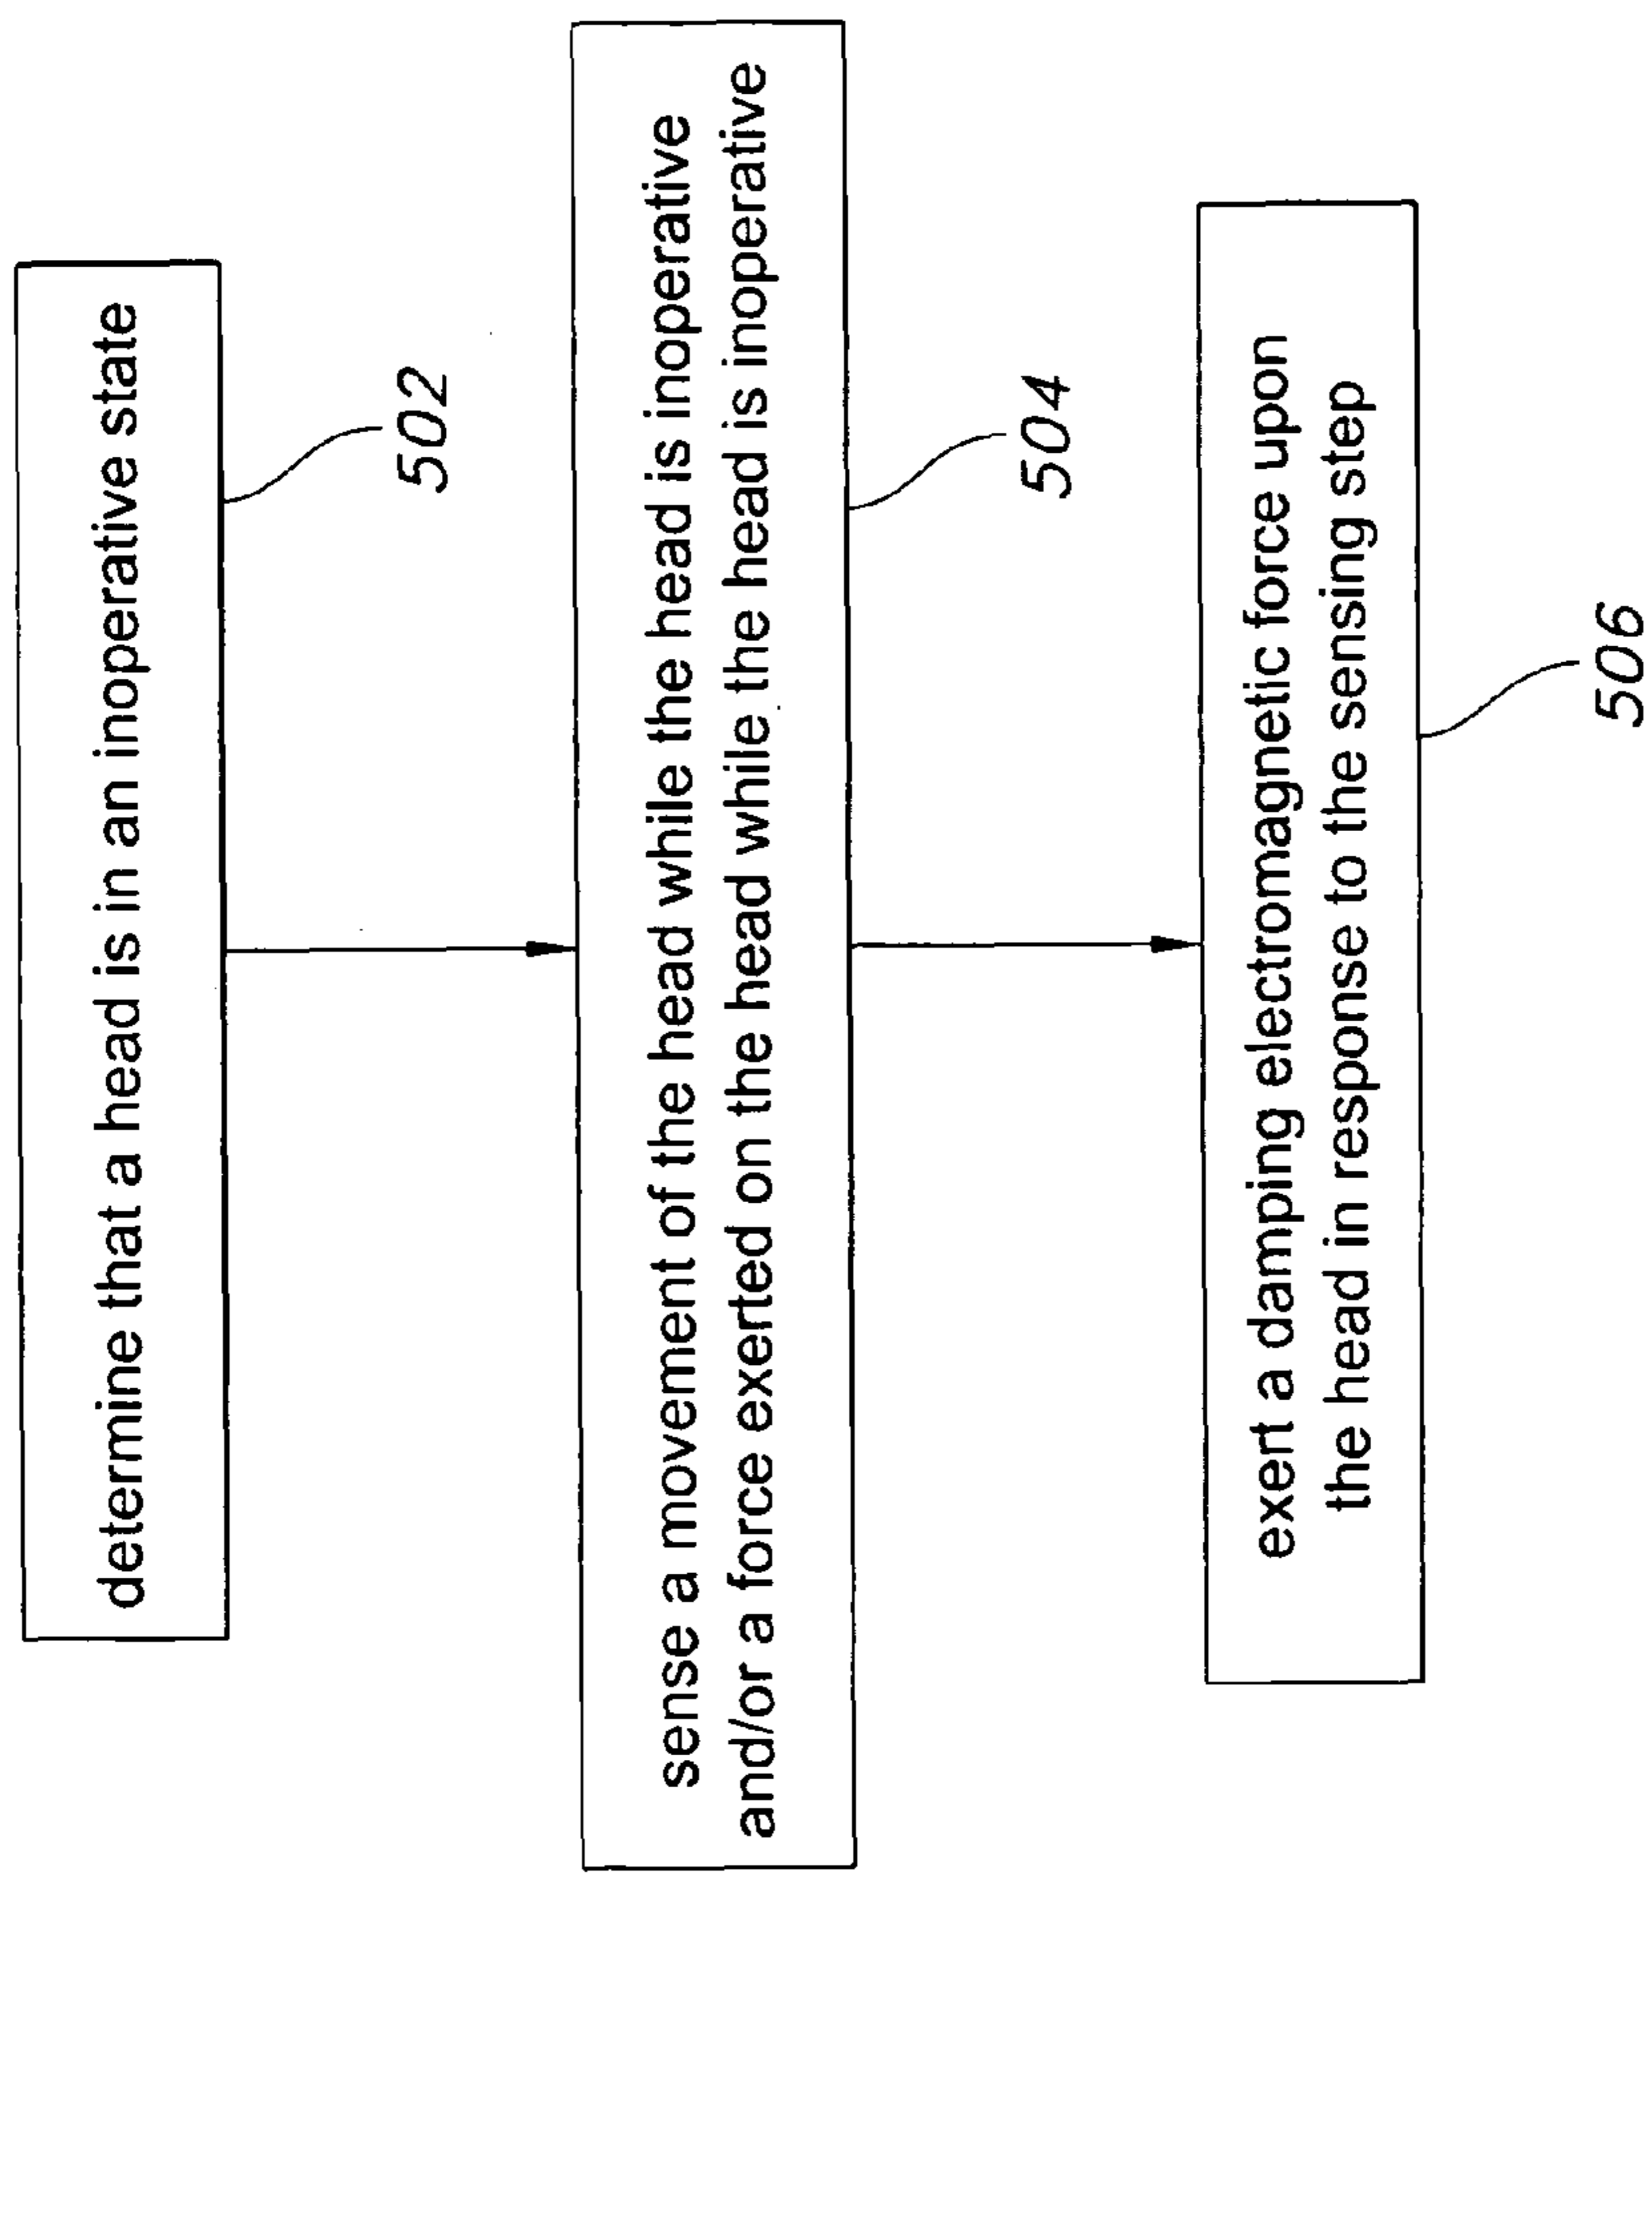 determine that a head is in an inoperative state
502
sense a movement of the head while the head is inoperative
and/or a force exerted on the head while the head is inoperative
504
exert a damping electromagnetic force upon
the head in response to the sensing step
506